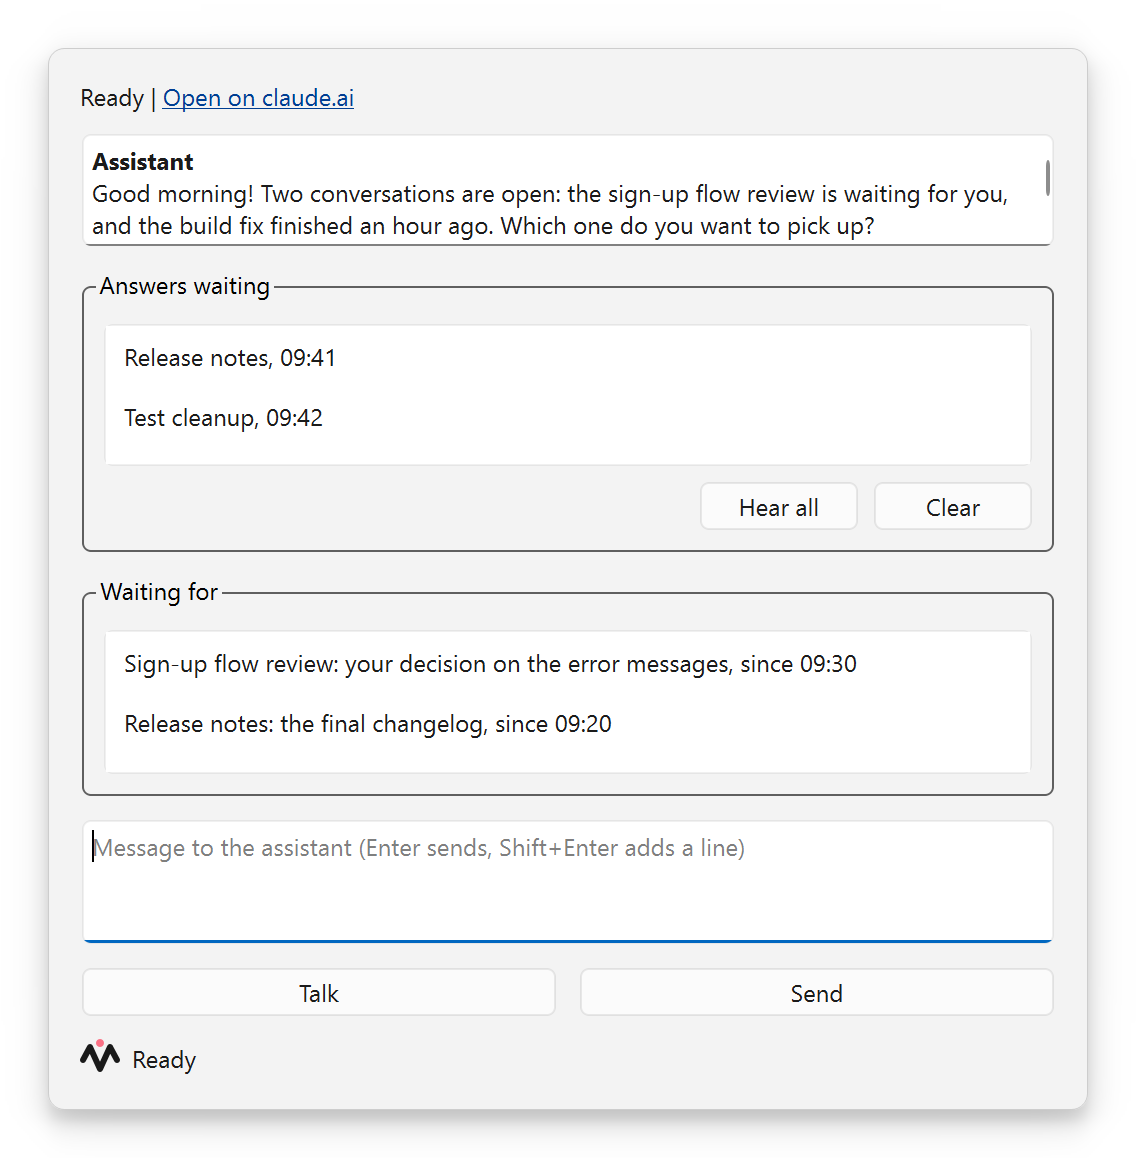 Ready | Open on claude.ai
Assistant
Good morning! Two conversations are open: the sign-up flow review is waiting for you,
and the build fix finished an hour ago. Which one do you want to pick up?
Answers waiting
Release notes, 09:41
Test cleanup, 09:42
Hear all
Clear
Waiting for
Sign-up flow review: your decision on the error messages, since 09:30
Release notes: the final changelog, since 09:20
Message to the assistant (Enter sends, Shift+Enter adds a line)
Talk
Send
Ready